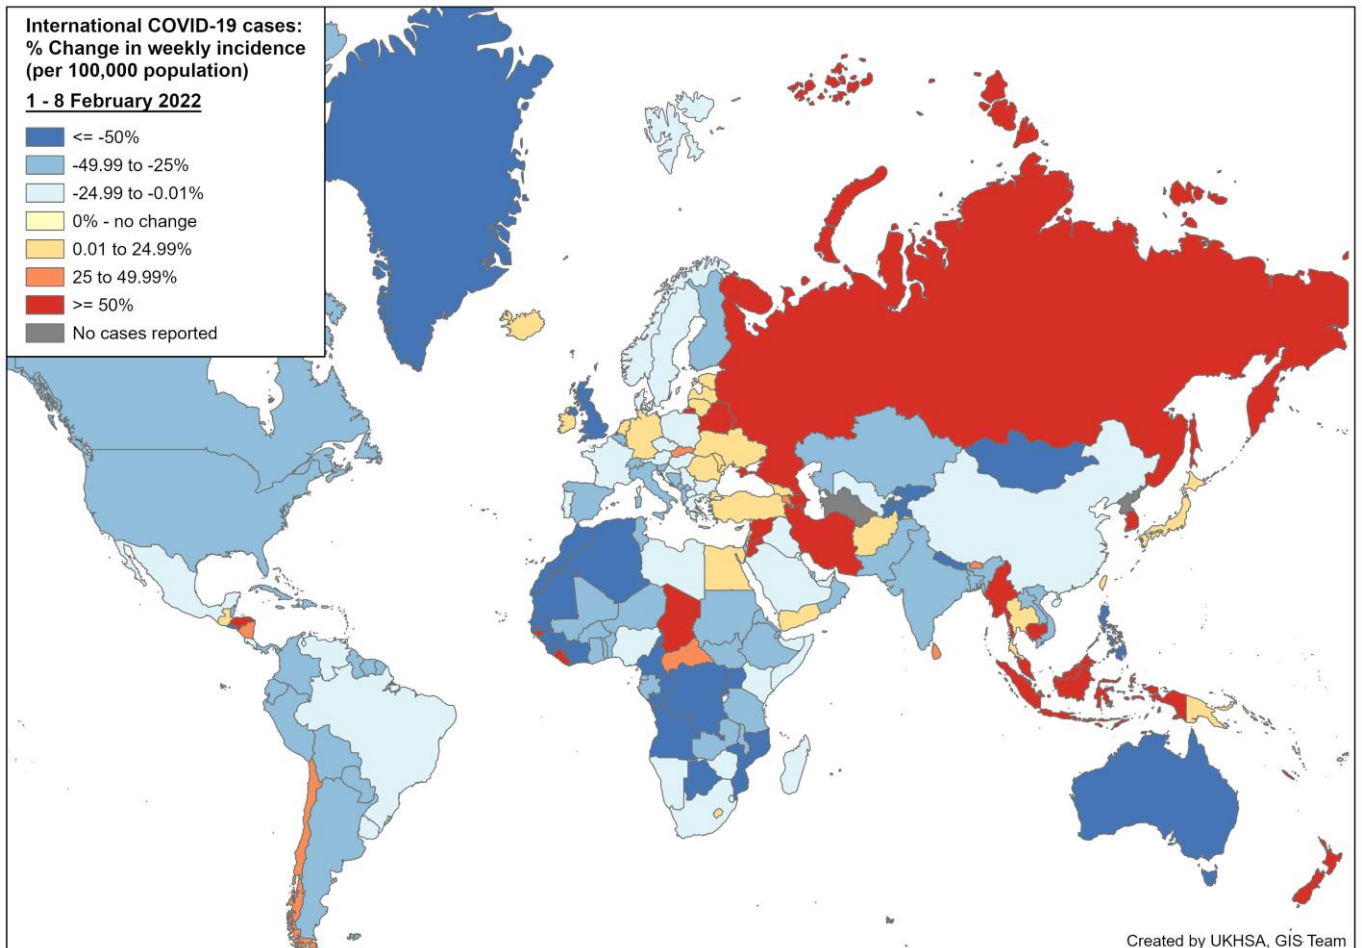 International COVID-19 cases:
% Change in weekly incidence
(per 100,000 population)
1 - 8 February 2022
<= -50%
-49.99 to -25%
-24.99 to -0.01%
0% - no change
0.01 to 24.99%
25 to 49.99%
>= 50%
No cases reported
Created by UKHSA, GIS Team